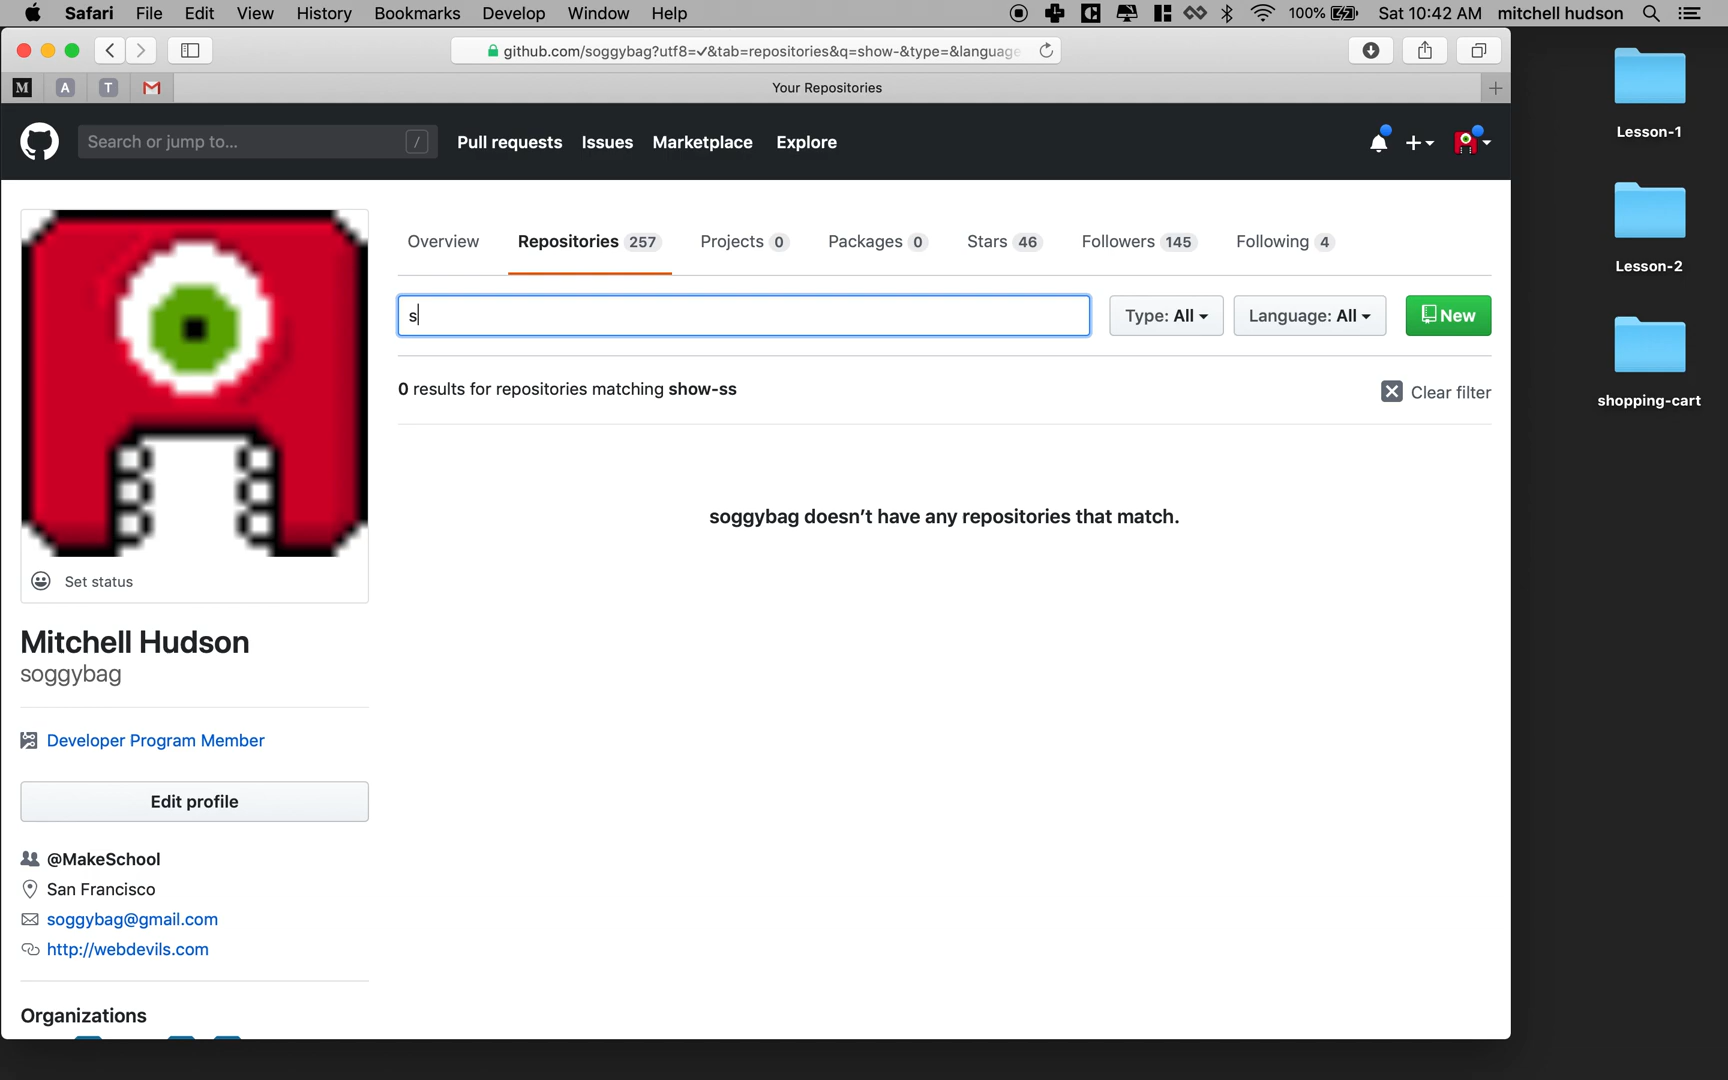 Safari File Edit View History Bookmarks Develop Window Help 100% Sat 10:42 AM mitchell hudson
github.com/soggybag?utf8=✓&tab=repositories&q=show-&type=&language
M A T M Your Repositories
Search or jump to... / Pull requests Issues Marketplace Explore
Overview Repositories 257 Projects 0 Packages 0 Stars 46 Followers 145 Following 4
s Type: All Language: All New
0 results for repositories matching show-ss Clear filter
soggybag doesn’t have any repositories that match.
Set status
Mitchell Hudson
soggybag
Developer Program Member
Edit profile
@MakeSchool
San Francisco
soggybag@gmail.com
http://webdevils.com
Organizations
Lesson-1
Lesson-2
shopping-cart